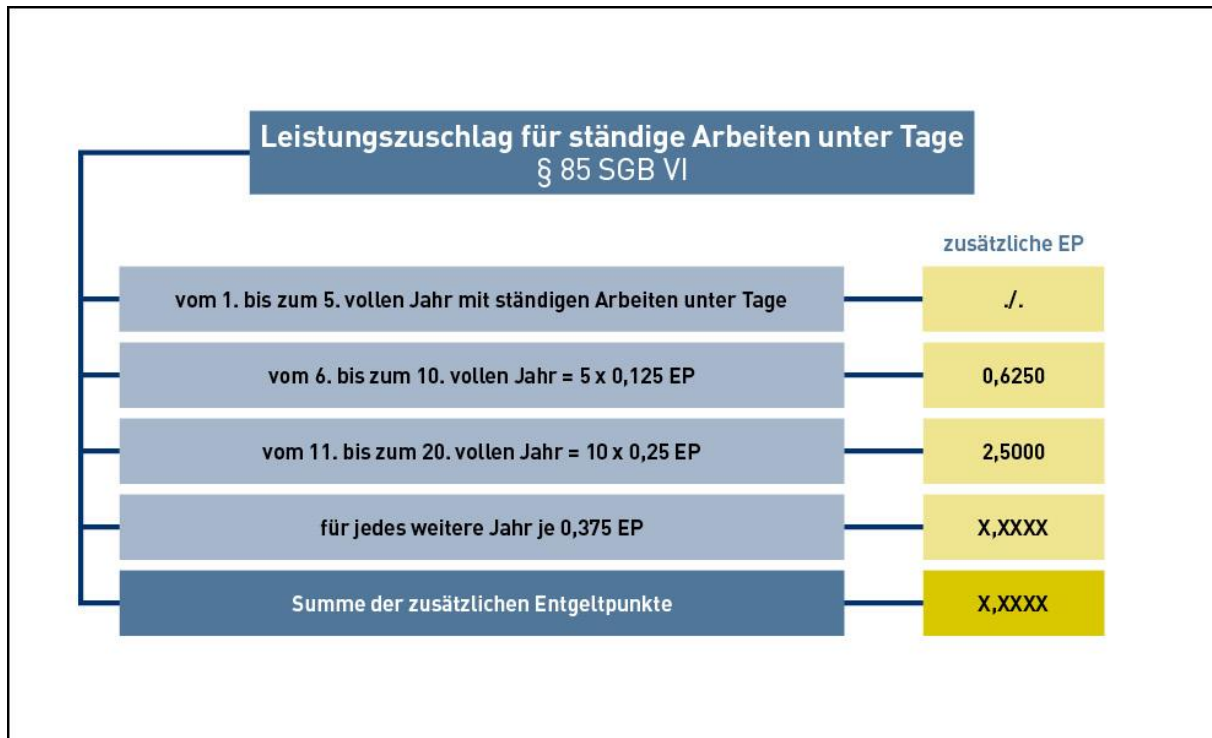 Leistungszuschlag für ständige Arbeiten unter Tage
§ 85 SGB VI
zusätzliche EP
vom 1. bis zum 5. vollen Jahr mit ständigen Arbeiten unter Tage
./.
vom 6. bis zum 10. vollen Jahr = 5 x 0,125 EP
0,6250
vom 11. bis zum 20. vollen Jahr = 10 x 0,25 EP
2,5000
für jedes weitere Jahr je 0,375 EP
X,XXXX
Summe der zusätzlichen Entgeltpunkte
X,XXXX